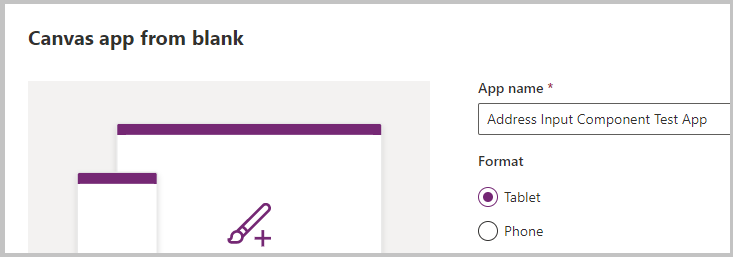 Canvas app from blank
App name *
Address Input Component Test App
Format
Tablet
Phone